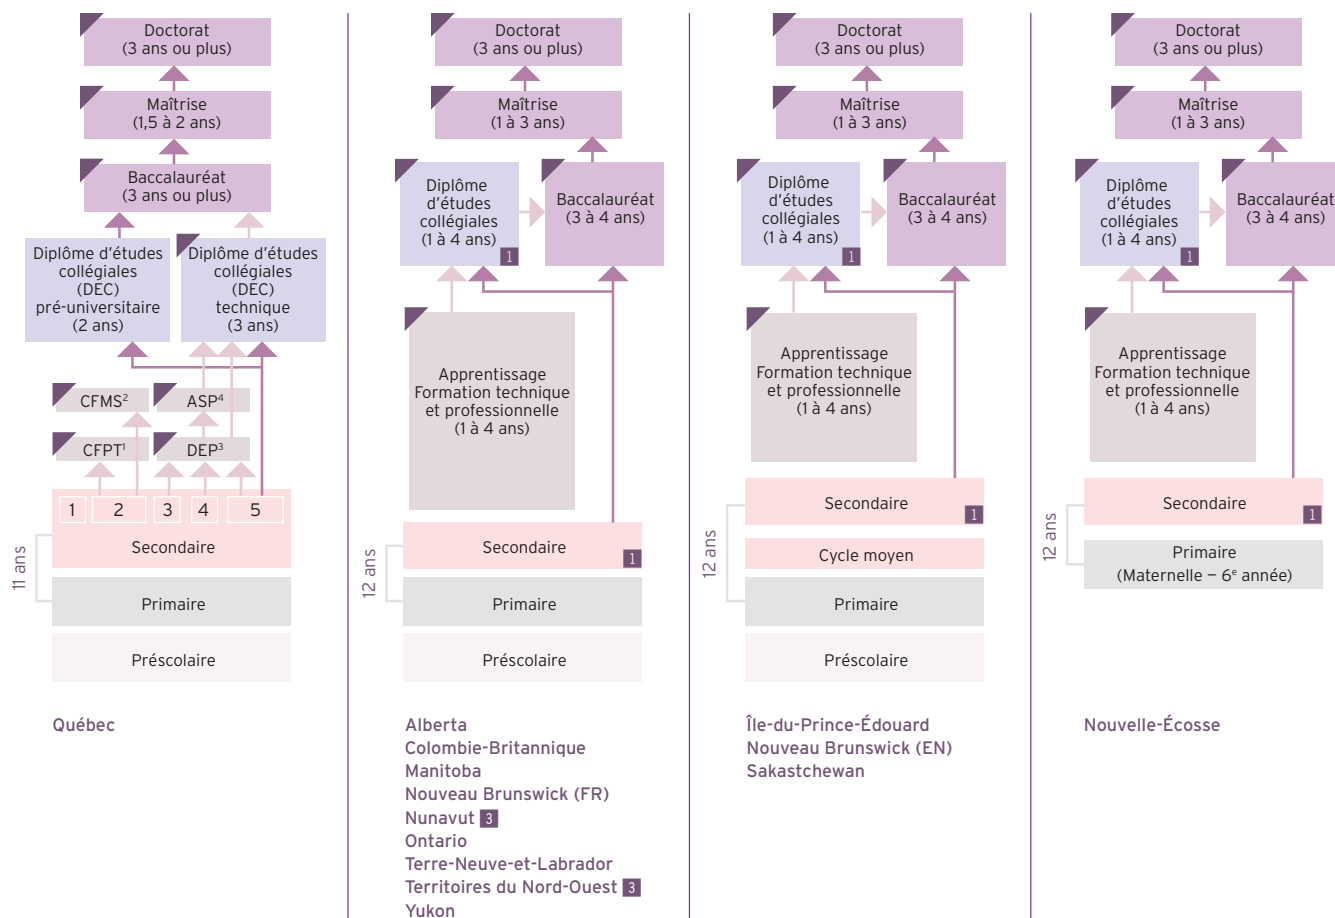 Doctorat
(3 ans ou plus)
Maîtrise
(1,5 à 2 ans)
Baccalauréat
(3 ans ou plus)
Diplôme d'études
collégiales
(DEC)
pré-universitaire
(2 ans)
Diplôme d'études
collégiales
(DEC)
technique
(3 ans)
CFMS²
ASP⁴
CFPT¹
DEP³
1
2
3
4
5
Secondaire
11 ans
Primaire
Préscolaire
Québec
Doctorat
(3 ans ou plus)
Maîtrise
(1 à 3 ans)
Diplôme
d'études
collégiales
(1 à 4 ans)
1
Baccalauréat
(3 à 4 ans)
Apprentissage
Formation technique
et professionnelle
(1 à 4 ans)
Secondaire
1
12 ans
Primaire
Préscolaire
Alberta
Colombie-Britannique
Manitoba
Nouveau Brunswick (FR)
Nunavut 3
Ontario
Terre-Neuve-et-Labrador
Territoires du Nord-Ouest 3
Yukon
Doctorat
(3 ans ou plus)
Maîtrise
(1 à 3 ans)
Diplôme
d'études
collégiales
(1 à 4 ans)
1
Baccalauréat
(3 à 4 ans)
Apprentissage
Formation technique
et professionnelle
(1 à 4 ans)
Secondaire
1
12 ans
Cycle moyen
Primaire
Préscolaire
Île-du-Prince-Édouard
Nouveau Brunswick (EN)
Sakastchewan
Doctorat
(3 ans ou plus)
Maîtrise
(1 à 3 ans)
Diplôme
d'études
collégiales
(1 à 4 ans)
1
Baccalauréat
(3 à 4 ans)
Apprentissage
Formation technique
et professionnelle
(1 à 4 ans)
Secondaire
1
12 ans
Primaire
(Maternelle – 6ᵉ année)
Nouvelle-Écosse